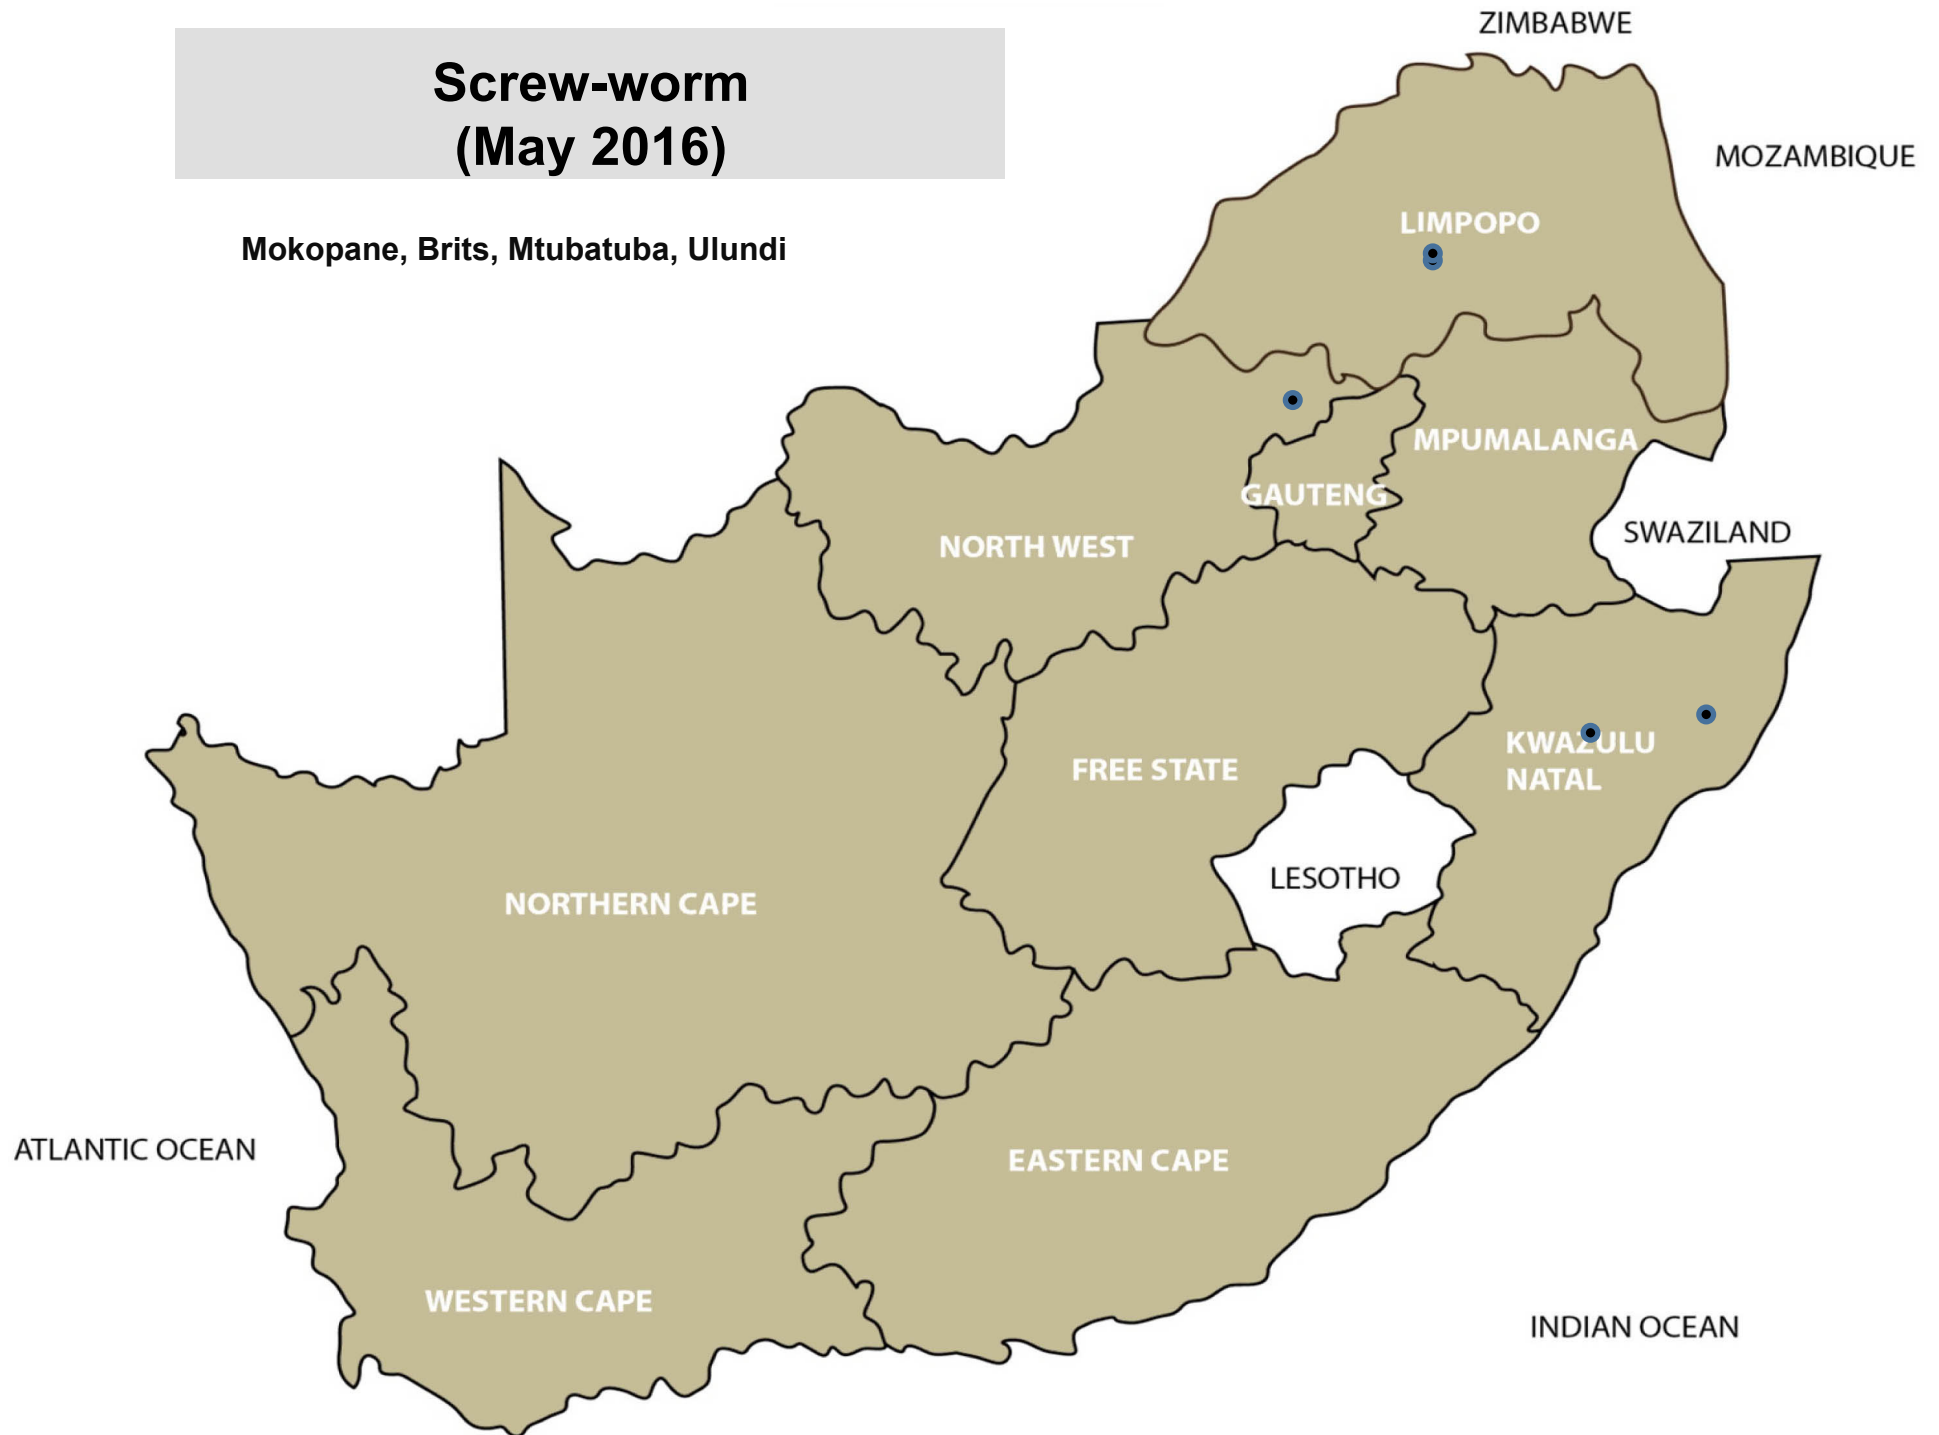 Screw-worm
(May 2016)
Mokopane, Brits, Mtubatuba, Ulundi
ZIMBABWE
MOZAMBIQUE
LIMPOPO
MPUMALANGA
GAUTENG
SWAZILAND
NORTH WEST
KWAZULU
NATAL
FREE STATE
LESOTHO
NORTHERN CAPE
ATLANTIC OCEAN
EASTERN CAPE
WESTERN CAPE
INDIAN OCEAN